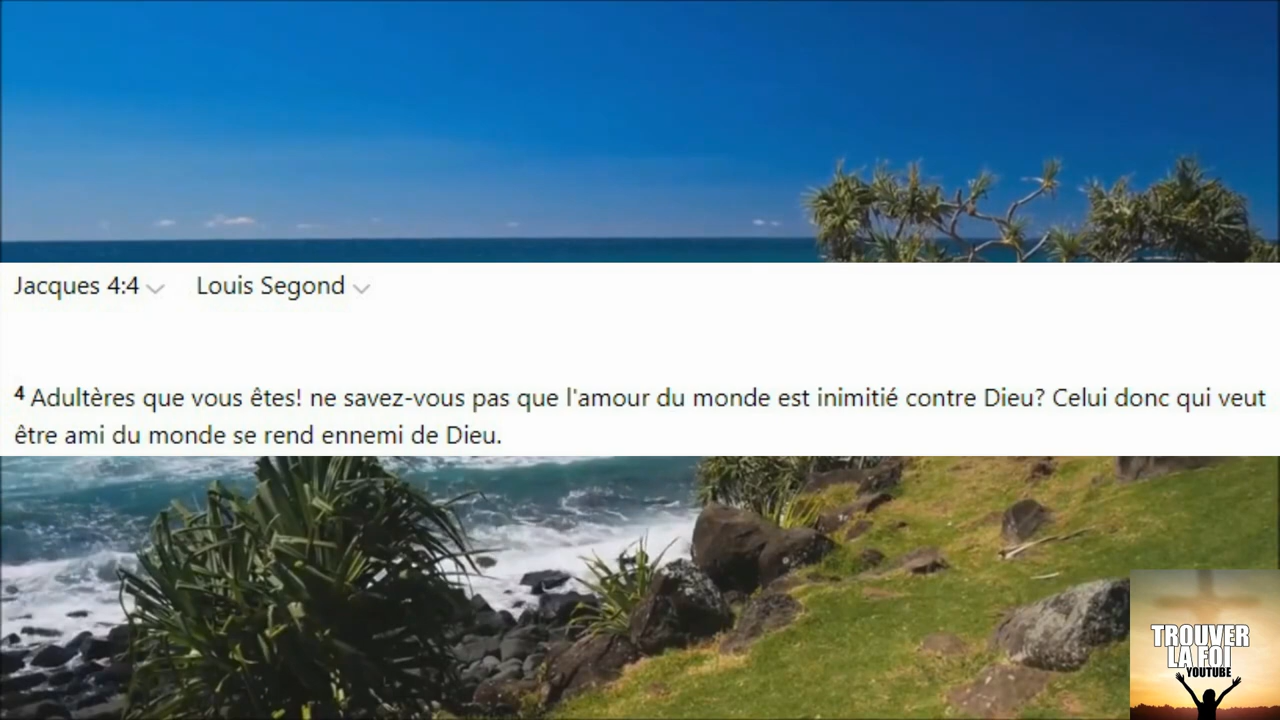 Jacques 4:4 Louis Segond
4 Adultères que vous êtes! ne savez-vous pas que l'amour du monde est inimitié contre Dieu? Celui donc qui veut
être ami du monde se rend ennemi de Dieu.
TROUVER
LA FOI
YOUTUBE